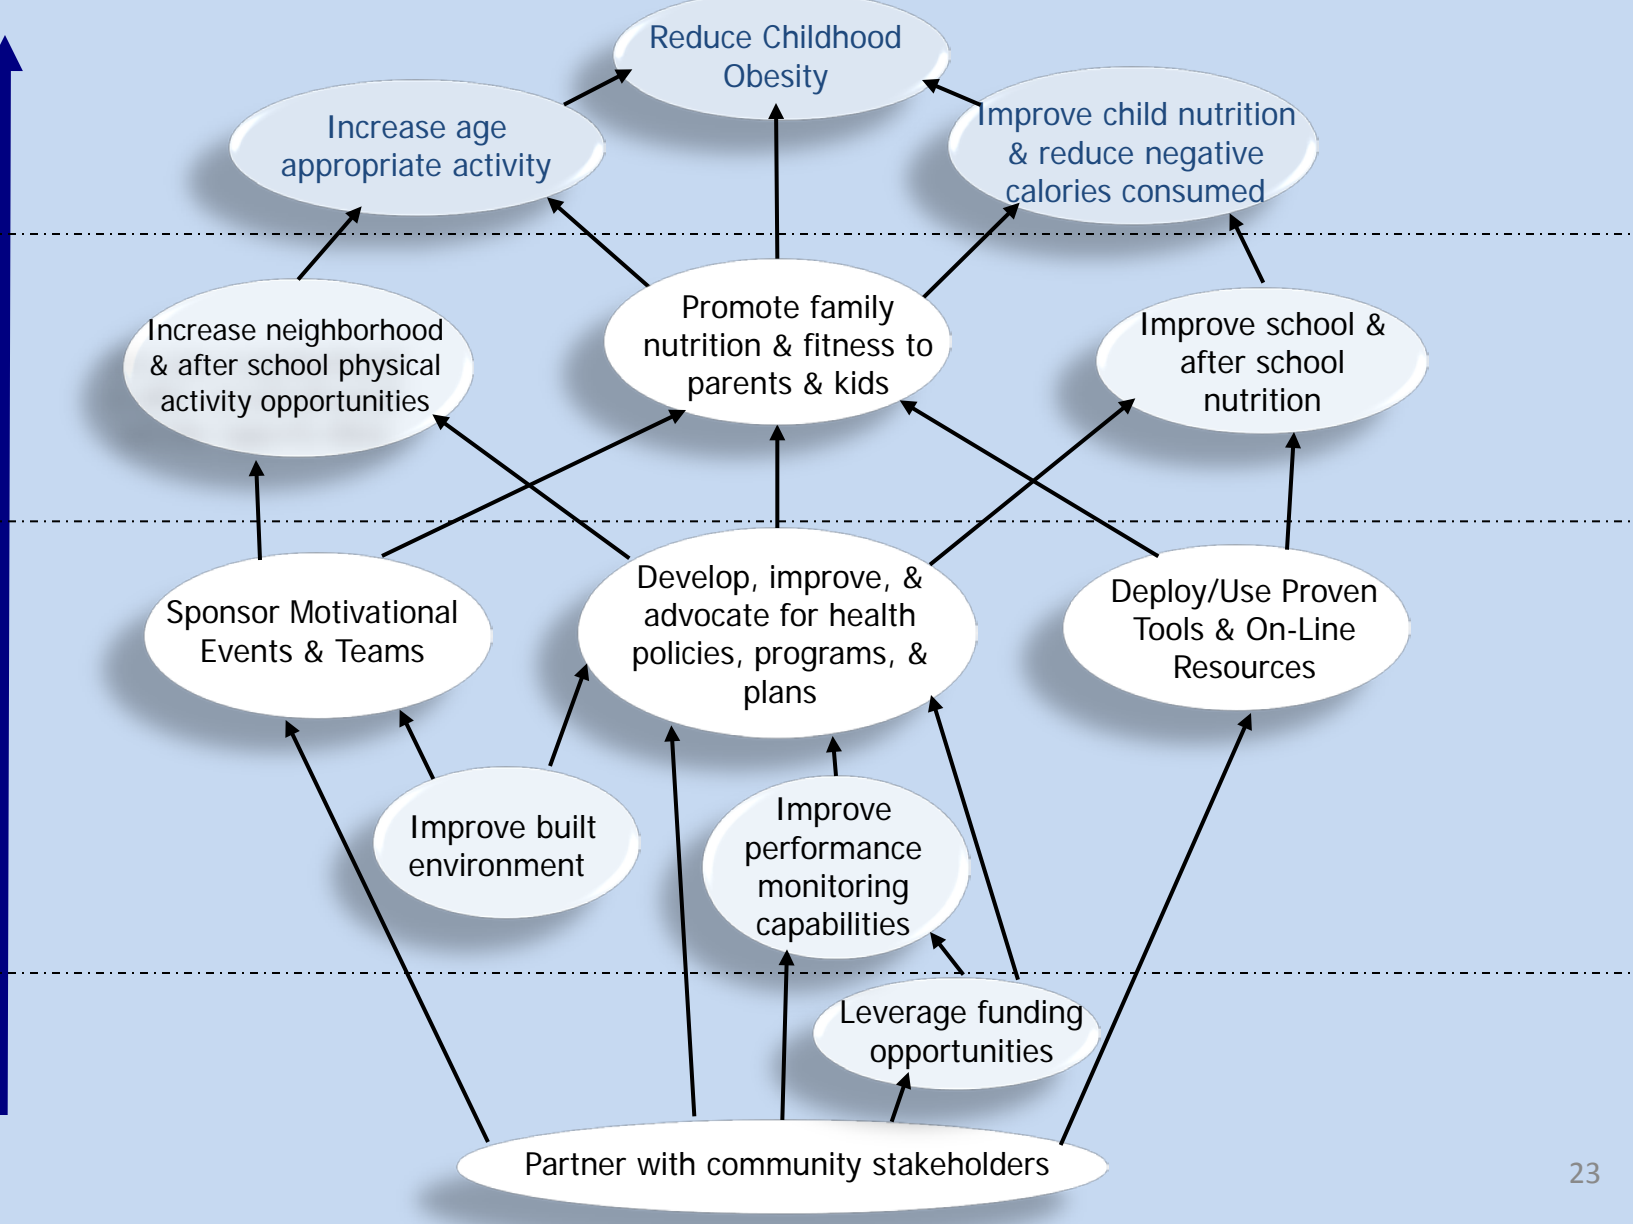 Reduce Childhood
Obesity
Increase age
appropriate activity
Improve child nutrition
& reduce negative
calories consumed
Increase neighborhood
& after school physical
activity opportunities
Promote family
nutrition & fitness to
parents & kids
Improve school &
after school
nutrition
Sponsor Motivational
Events & Teams
Develop, improve, &
advocate for health
policies, programs, &
plans
Deploy/Use Proven
Tools & On-Line
Resources
Improve built
environment
Improve
performance
monitoring
capabilities
Leverage funding
opportunities
Partner with community stakeholders
23